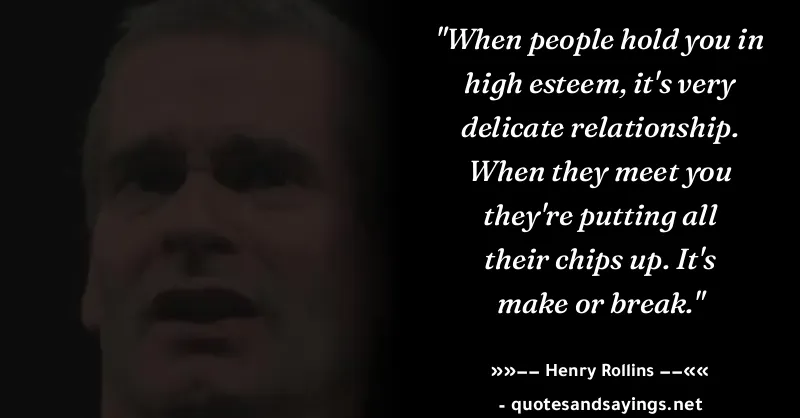 "When people hold you in
high esteem, it's very
delicate relationship.
When they meet you
they're putting all
their chips up. It's
make or break."
»»−− Henry Rollins −−««
- quotesandsayings.net